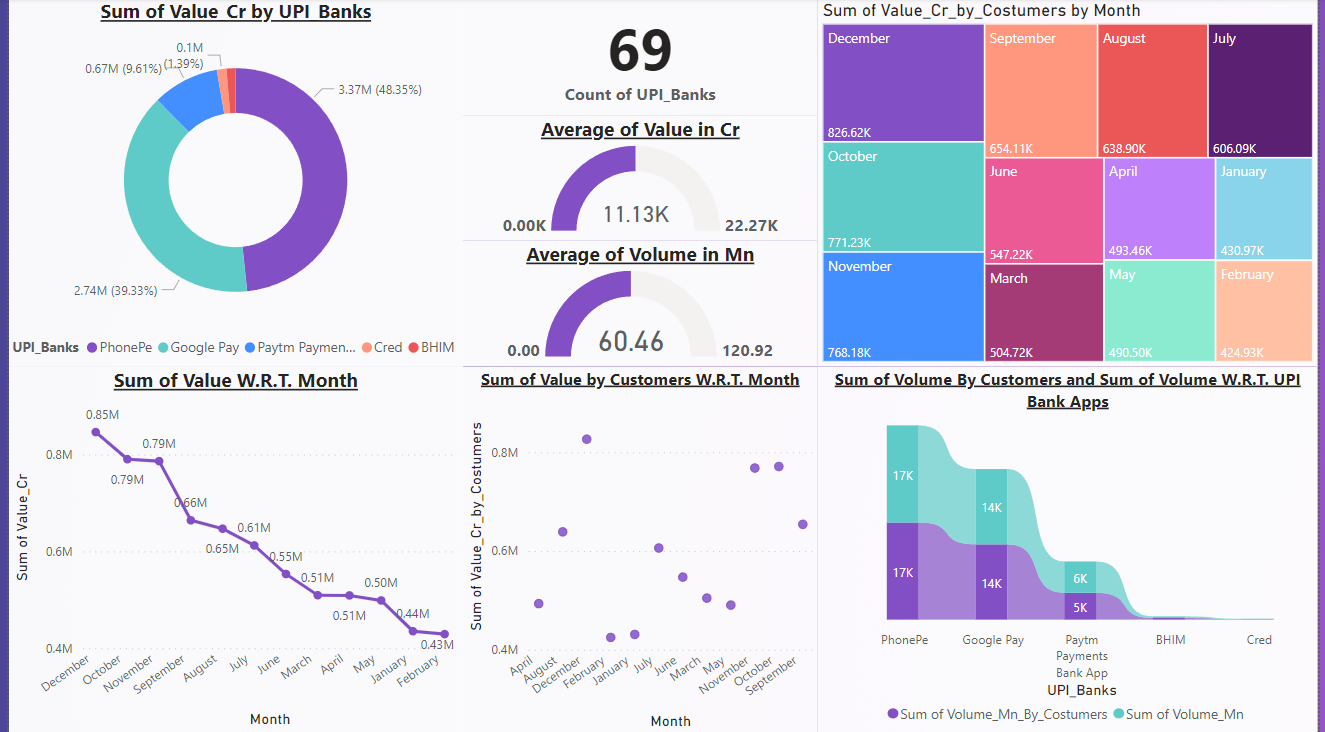 Sum of Value_Cr by UPI_Banks
0.1M
(1.39%)
0.67M (9.61%)
3.37M (48.35%)
2.74M (39.33%)
UPI_Banks PhonePe Google Pay Paytm Paymen... Cred BHIM
69
Count of UPI_Banks
Average of Value in Cr
11.13K
0.00K 22.27K
Average of Volume in Mn
60.46
0.00 120.92
Sum of Value_Cr_by_Costumers by Month
December
826.62K
October
771.23K
November
768.18K
September
654.11K
August
638.90K
July
606.09K
June
547.22K
March
504.72K
April
493.46K
May
490.50K
January
430.97K
February
424.93K
Sum of Value W.R.T. Month
Sum of Value_Cr
0.8M
0.6M
0.4M
0.85M
0.79M
0.79M
0.66M
0.65M
0.61M
0.55M
0.51M
0.51M
0.50M
0.44M
0.43M
December
October
November
September
August
July
June
March
April
May
January
February
Month
Sum of Value by Customers W.R.T. Month
Sum of Value_Cr_by_Costumers
0.8M
0.6M
0.4M
April
August
December
February
January
July
June
March
May
November
October
September
Month
Sum of Volume By Customers and Sum of Volume W.R.T. UPI
Bank Apps
17K
17K
14K
14K
6K
5K
PhonePe
Google Pay
Paytm
Payments
Bank App
BHIM
Cred
UPI_Banks
Sum of Volume_Mn_By_Costumers Sum of Volume_Mn